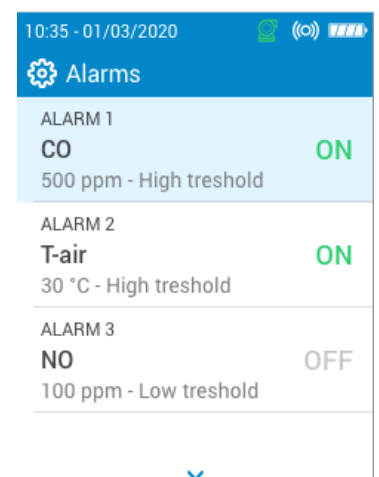 10:35 - 01/03/2020
Alarms
ALARM 1
CO ON
500 ppm - High treshold
ALARM 2
T-air ON
30 °C - High treshold
ALARM 3
NO OFF
100 ppm - Low treshold